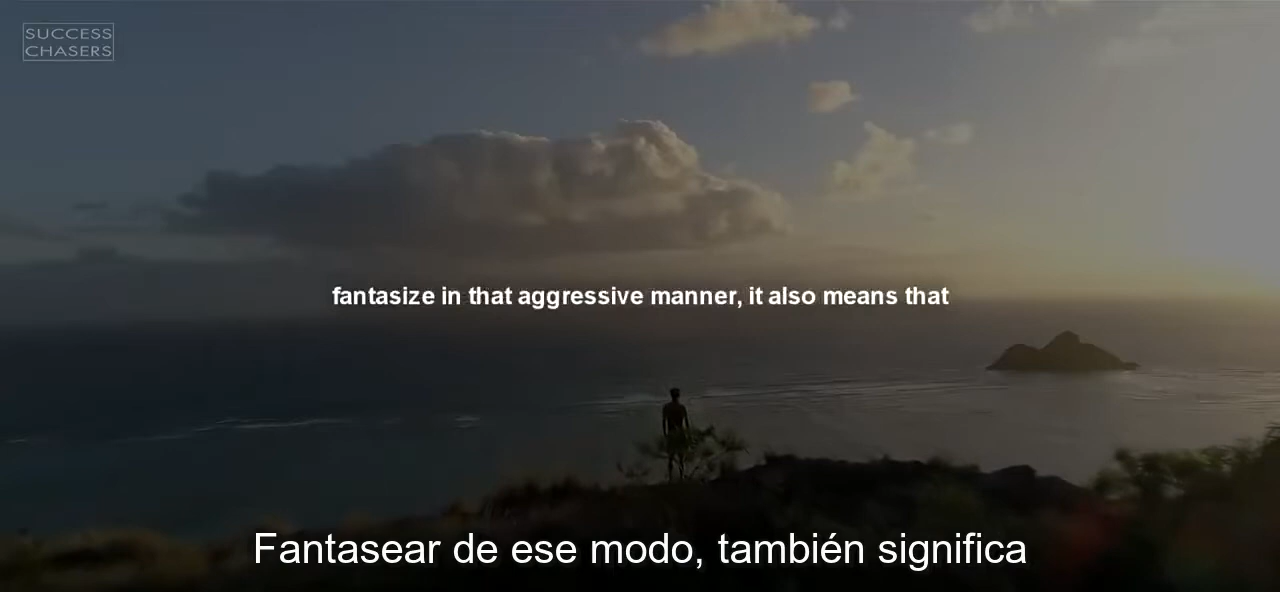 SUCCESS
CHASERS
fantasize in that aggressive manner, it also means that
Fantasear de ese modo, también significa